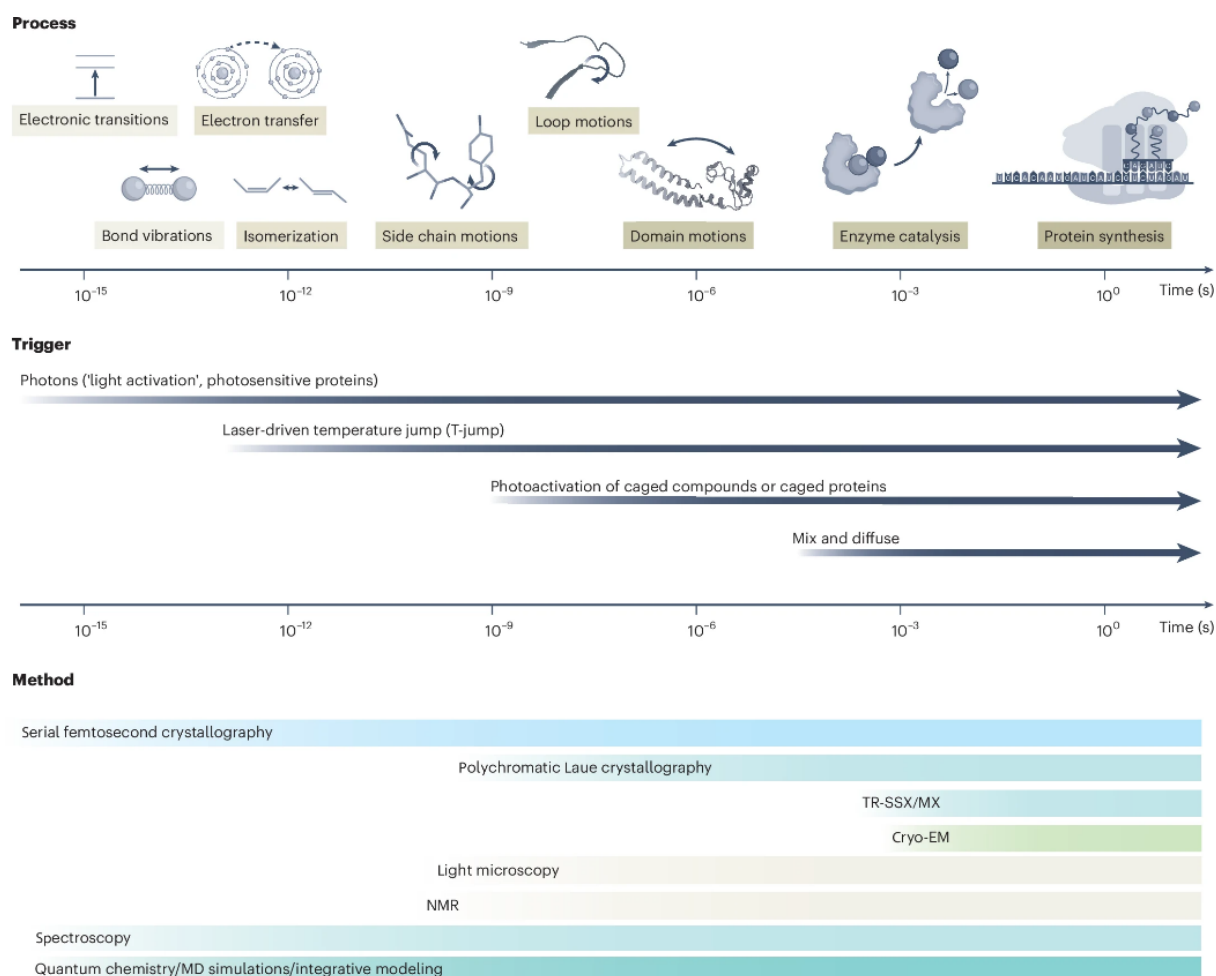 Process
Electronic transitions
Electron transfer
Loop motions
Bond vibrations
Isomerization
Side chain motions
Domain motions
Enzyme catalysis
Protein synthesis
10⁻¹⁵ 10⁻¹² 10⁻⁹ 10⁻⁶ 10⁻³ 10⁰ Time (s)
Trigger
Photons ('light activation', photosensitive proteins)
Laser-driven temperature jump (T-jump)
Photoactivation of caged compounds or caged proteins
Mix and diffuse
10⁻¹⁵ 10⁻¹² 10⁻⁹ 10⁻⁶ 10⁻³ 10⁰ Time (s)
Method
Serial femtosecond crystallography
Polychromatic Laue crystallography
TR-SSX/MX
Cryo-EM
Light microscopy
NMR
Spectroscopy
Quantum chemistry/MD simulations/integrative modeling